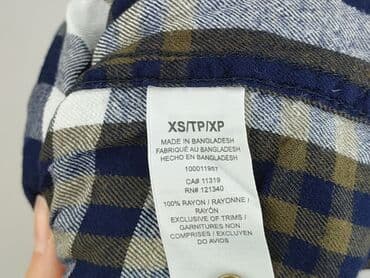 XS/TP/XP
MADE IN BANGLADESH
FABRIQUÉ AU BANGLADESH
HECHO EN BANGLADESH
CA# 11319
RN# 121340
100% RAYON / RAYONNE /
RAYÓN
EXCLUSIVE OF TRIMS /
GARNITURES NON
COMPRISES / EXCLUYEN
DO AVIOS